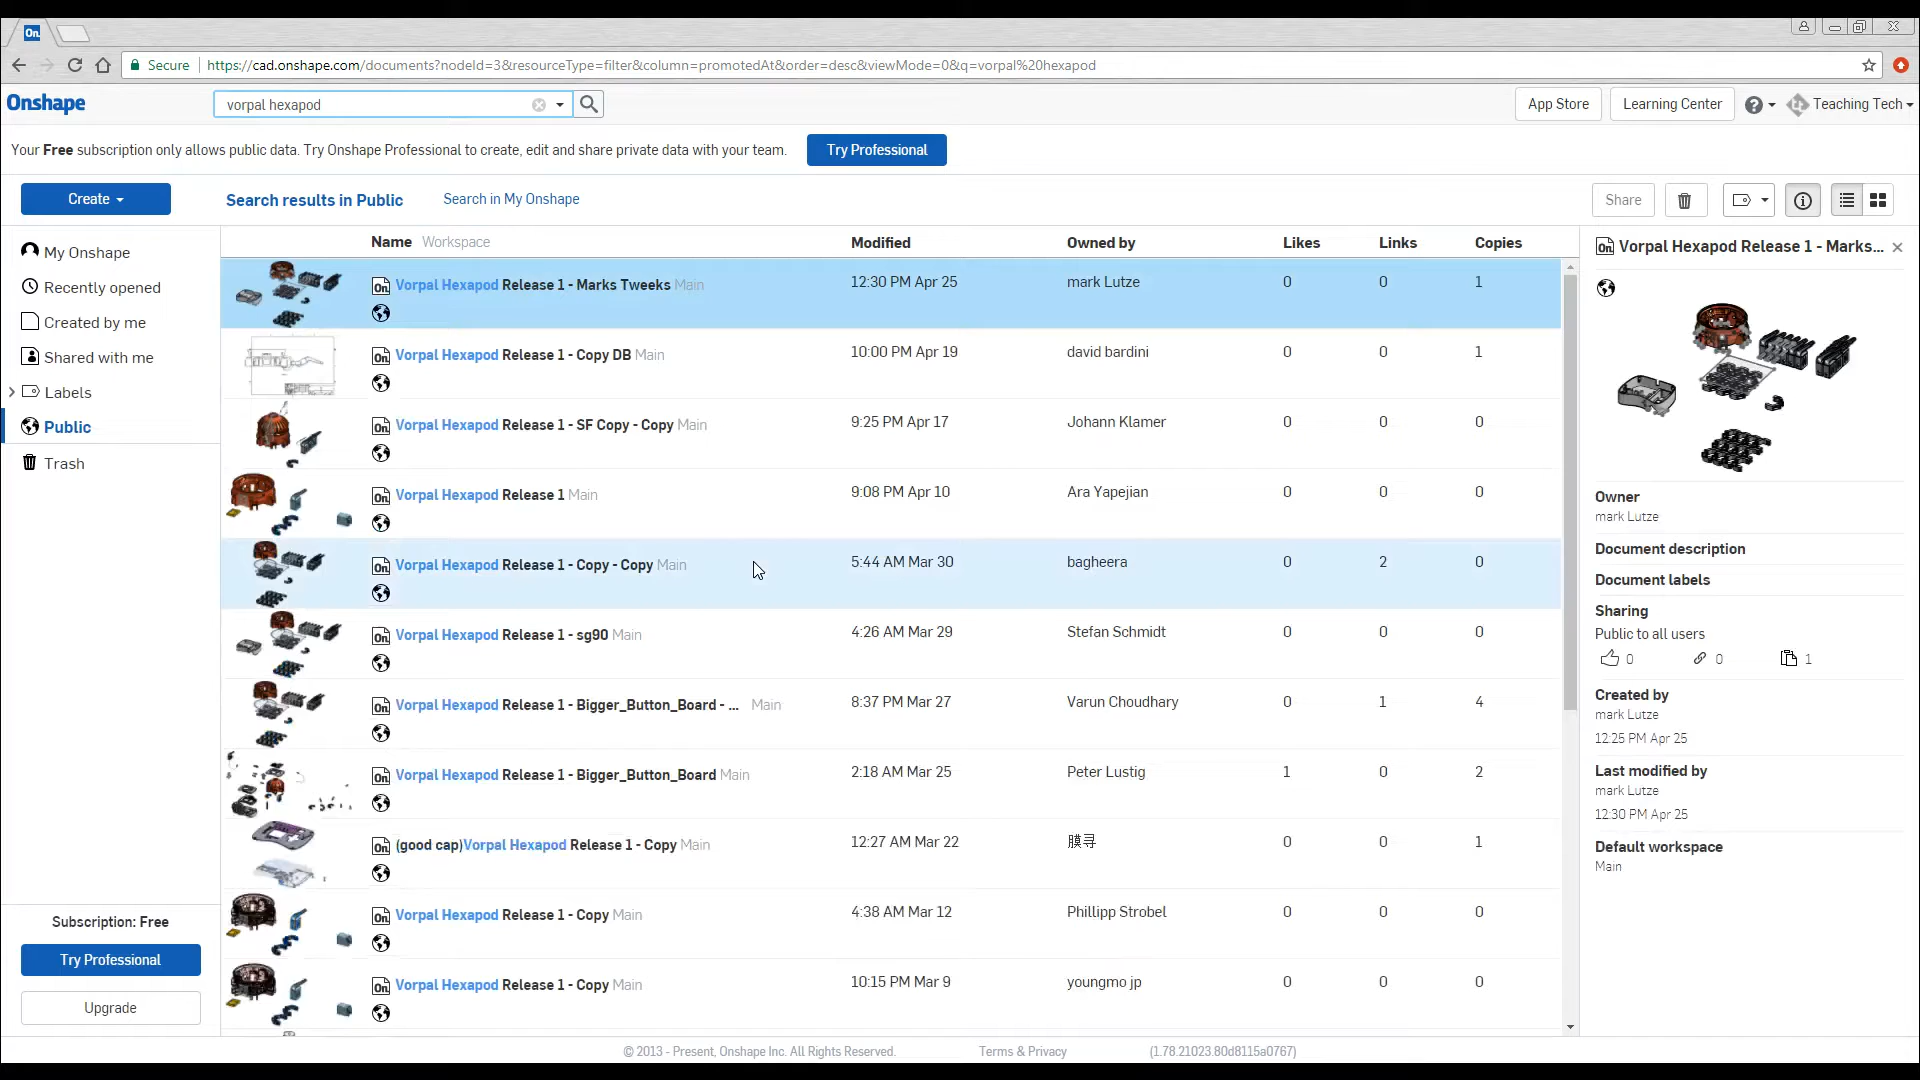 On
Secure https://cad.onshape.com/documents?nodeId=3&resourceType=filter&column=promotedAt&order=desc&viewMode=0&q=vorpal%20hexapod
Onshape vorpal hexapod App Store Learning Center Teaching Tech
Your Free subscription only allows public data. Try Onshape Professional to create, edit and share private data with your team. Try Professional
Create Search results in Public Search in My Onshape Share
My Onshape
Recently opened
Created by me
Shared with me
Labels
Public
Trash
Subscription: Free
Try Professional
Upgrade
Name Workspace Modified Owned by Likes Links Copies
Vorpal Hexapod Release 1 - Marks Tweeks Main 12:30 PM Apr 25 mark Lutze 0 0 1
Vorpal Hexapod Release 1 - Copy DB Main 10:00 PM Apr 19 david bardini 0 0 1
Vorpal Hexapod Release 1 - SF Copy - Copy Main 9:25 PM Apr 17 Johann Klamer 0 0 0
Vorpal Hexapod Release 1 Main 9:08 PM Apr 10 Ara Yapejian 0 0 0
Vorpal Hexapod Release 1 - Copy - Copy Main 5:44 AM Mar 30 bagheera 0 2 0
Vorpal Hexapod Release 1 - sg90 Main 4:26 AM Mar 29 Stefan Schmidt 0 0 0
Vorpal Hexapod Release 1 - Bigger_Button_Board - ... Main 8:37 PM Mar 27 Varun Choudhary 0 1 4
Vorpal Hexapod Release 1 - Bigger_Button_Board Main 2:18 AM Mar 25 Peter Lustig 1 0 2
(good cap)Vorpal Hexapod Release 1 - Copy Main 12:27 AM Mar 22 膜寻 0 0 1
Vorpal Hexapod Release 1 - Copy Main 4:38 AM Mar 12 Phillipp Strobel 0 0 0
Vorpal Hexapod Release 1 - Copy Main 10:15 PM Mar 9 youngmo jp 0 0 0
Vorpal Hexapod Release 1 - Marks...
Owner
mark Lutze
Document description
Document labels
Sharing
Public to all users
0 0 1
Created by
mark Lutze
12:25 PM Apr 25
Last modified by
mark Lutze
12:30 PM Apr 25
Default workspace
Main
© 2013 - Present, Onshape Inc. All Rights Reserved. Terms & Privacy (1.78.21023.80d8115a0767)